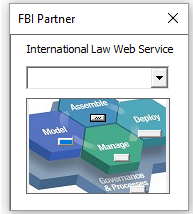 FBI Partner
International Law Web Service
Assemble
Deploy
Model
Manage
Governance
& Processes